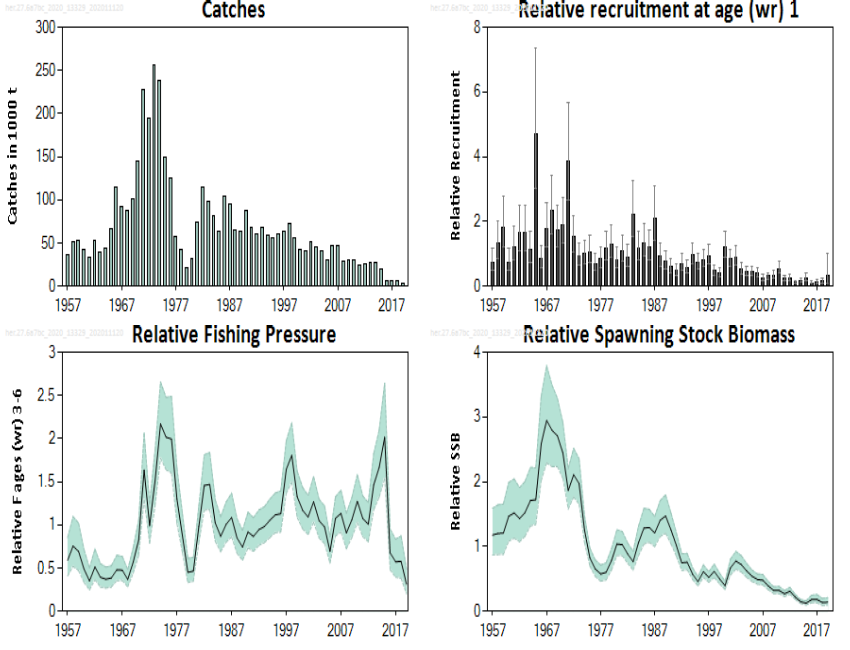 her.27.6a7bc_2020_13329_202011120
Catches
Catches in 1000 t
300
250
200
150
100
50
0
1957 1967 1977 1987 1997 2007 2017
Relative recruitment at age (wr) 1
Relative Recruitment
8
6
4
2
0
1957 1967 1977 1987 1997 2007 2017
Relative Fishing Pressure
Relative F ages (wr) 3-6
3
2.5
2
1.5
1
0.5
0
1957 1967 1977 1987 1997 2007 2017
Relative Spawning Stock Biomass
Relative SSB
4
3
2
1
0
1957 1967 1977 1987 1997 2007 2017